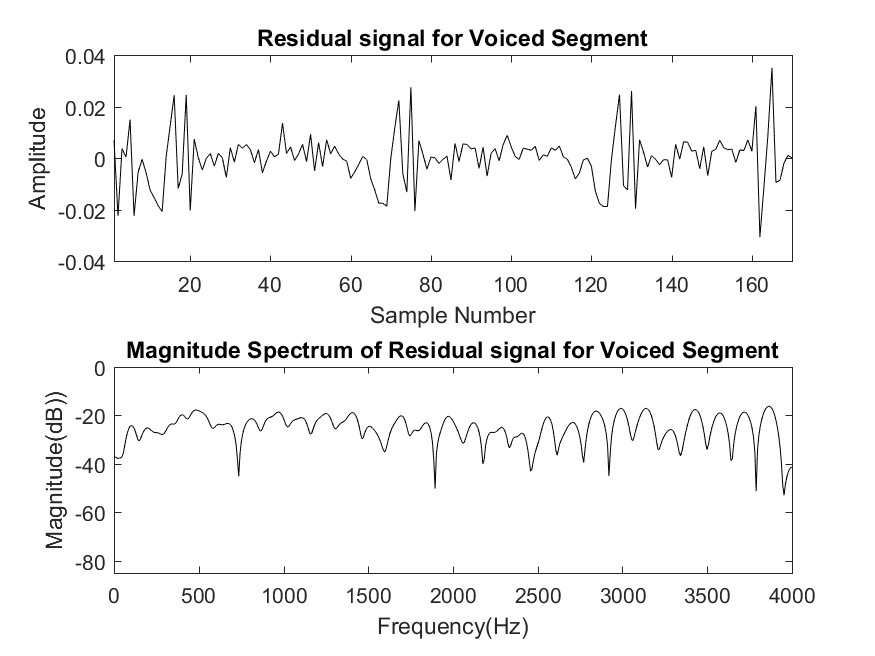 Residual signal for Voiced Segment
0.04
0.02
0
-0.02
-0.04
Amplitude
20 40 60 80 100 120 140 160
Sample Number
Magnitude Spectrum of Residual signal for Voiced Segment
0
-20
-40
-60
-80
Magnitude(dB))
0 500 1000 1500 2000 2500 3000 3500 4000
Frequency(Hz)